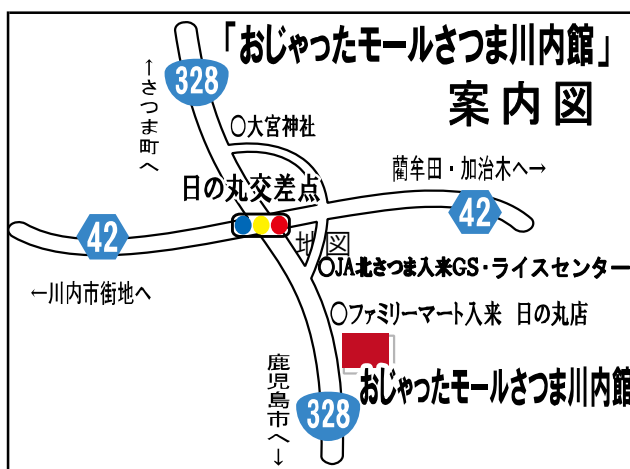 「おじゃったモールさつま川内館」
案内図
328
←さつま町へ
○大宮神社
藺牟田・加治木へ→
日の丸交差点
42
42
地図
○JA北さつま入来GS・ライスセンター
←川内市街地へ
○ファミリーマート入来 日の丸店
おじゃったモールさつま川内館
鹿児島市へ→
328